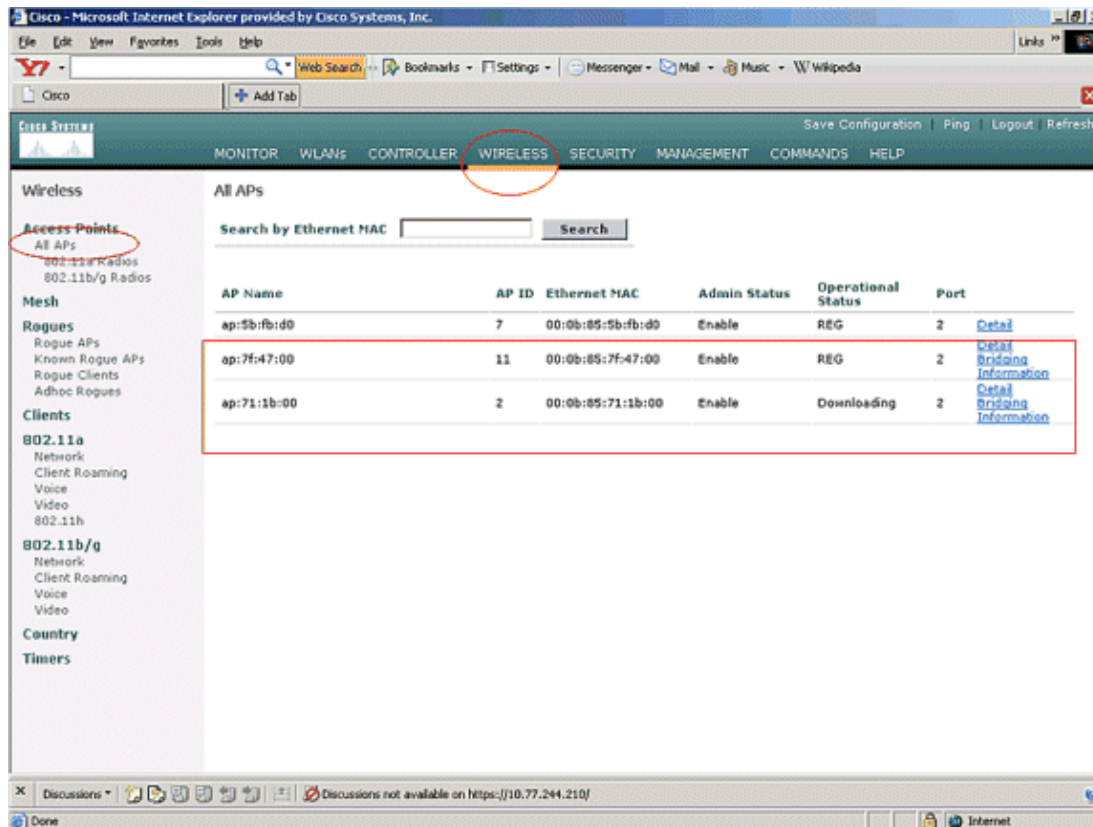 Cisco - Microsoft Internet Explorer provided by Cisco Systems, Inc.
File Edit View Favorites Tools Help Links »
Y! Web Search Bookmarks Settings Messenger Mail Music W Wikipedia
Cisco Add Tab
CISCO SYSTEMS
Save Configuration | Ping | Logout | Refresh
MONITOR WLANs CONTROLLER WIRELESS SECURITY MANAGEMENT COMMANDS HELP
Wireless
Access Points
All APs
802.11a Radios
802.11b/g Radios
Mesh
Rogues
Rogue APs
Known Rogue APs
Rogue Clients
Adhoc Rogues
Clients
802.11a
Network
Client Roaming
Voice
Video
802.11h
802.11b/g
Network
Client Roaming
Voice
Video
Country
Timers
All APs
Search by Ethernet MAC Search
AP Name AP ID Ethernet MAC Admin Status Operational Status Port
ap:5b:fb:d0 7 00:0b:85:5b:fb:d0 Enable REG 2 Detail
ap:7f:47:00 11 00:0b:85:7f:47:00 Enable REG 2 Detail
Bridging
Information
ap:71:1b:00 2 00:0b:85:71:1b:00 Enable Downloading 2 Detail
Bridging
Information
Discussions Discussions not available on https://10.77.244.210/
Done Internet